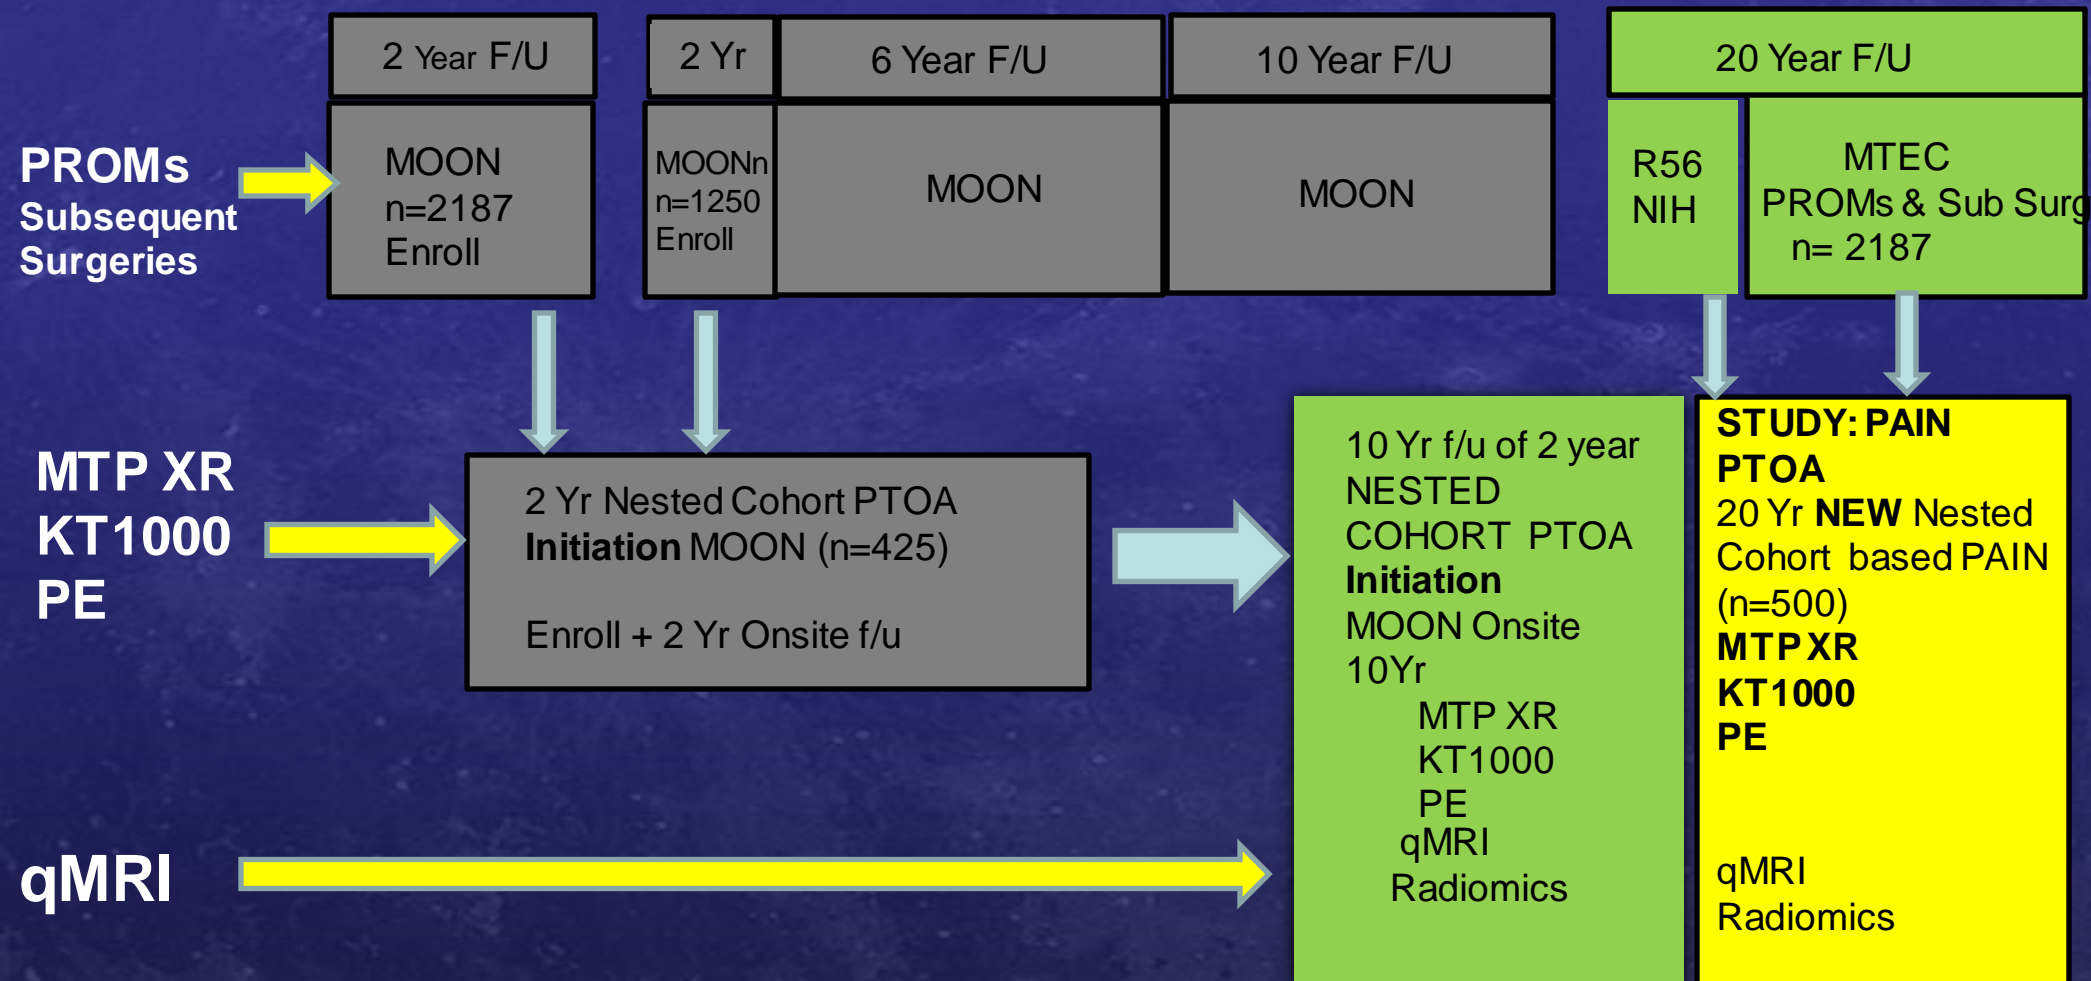 2 Year F/U
2 Yr
6 Year F/U
10 Year F/U
20 Year F/U
PROMs
Subsequent
Surgeries
MOON
n=2187
Enroll
MOONn
n=1250
Enroll
MOON
MOON
R56
NIH
MTEC
PROMs & Sub Surg
n= 2187
MTP XR
KT1000
PE
2 Yr Nested Cohort PTOA
Initiation MOON (n=425)
Enroll + 2 Yr Onsite f/u
10 Yr f/u of 2 year
NESTED
COHORT PTOA
Initiation
MOON Onsite
10Yr
MTP XR
KT1000
PE
qMRI
Radiomics
STUDY: PAIN
PTOA
20 Yr NEW Nested
Cohort based PAIN
(n=500)
MTP XR
KT1000
PE
qMRI
Radiomics
qMRI